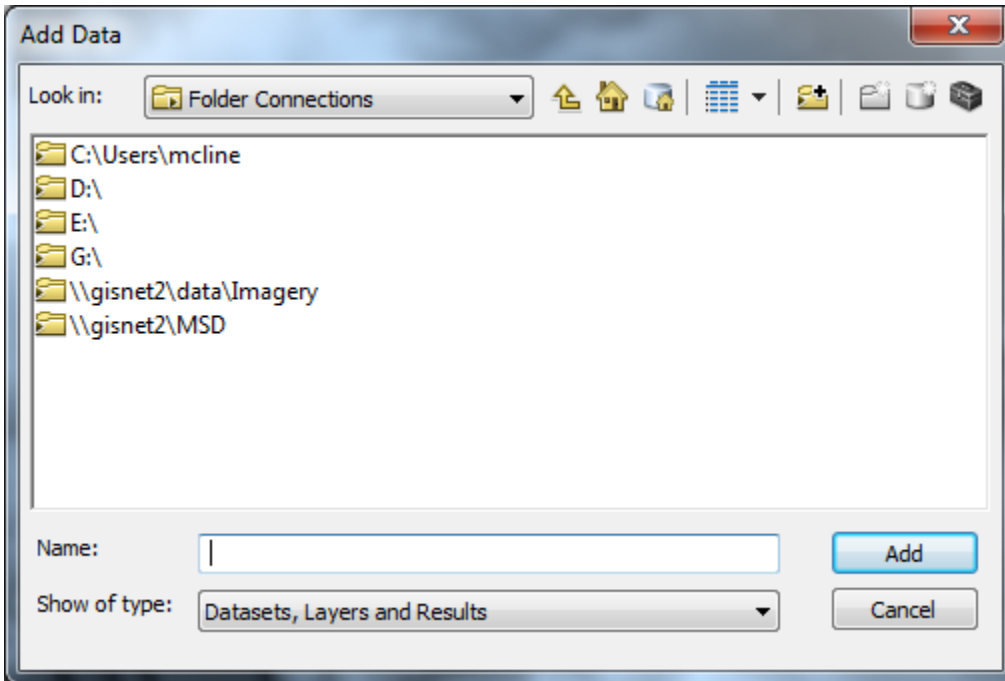 Add Data
Look in: Folder Connections
C:\Users\mcline
D:\
E:\
G:\
\\gisnet2\data\Imagery
\\gisnet2\MSD
Name: Add
Show of type: Datasets, Layers and Results Cancel